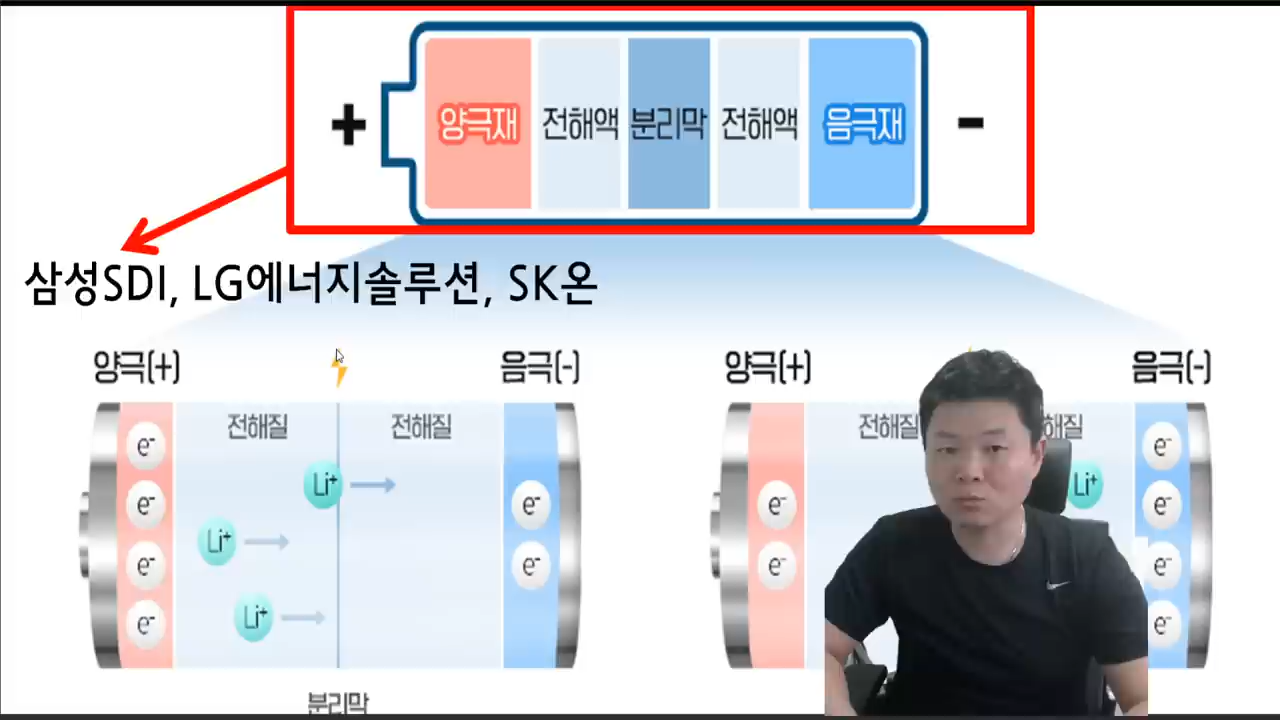 + 양극재 전해액 분리막 전해액 음극재 -
삼성SDI, LG에너지솔루션, SK온
양극(+) 음극(-) 양극(+) 음극(-)
전해질 전해질 전해질 해질
e⁻ e⁻ e⁻ e⁻
Li⁺ Li⁺ Li⁺
e⁻ e⁻
e⁻ e⁻
Li⁺
e⁻ e⁻ e⁻ e⁻
분리막